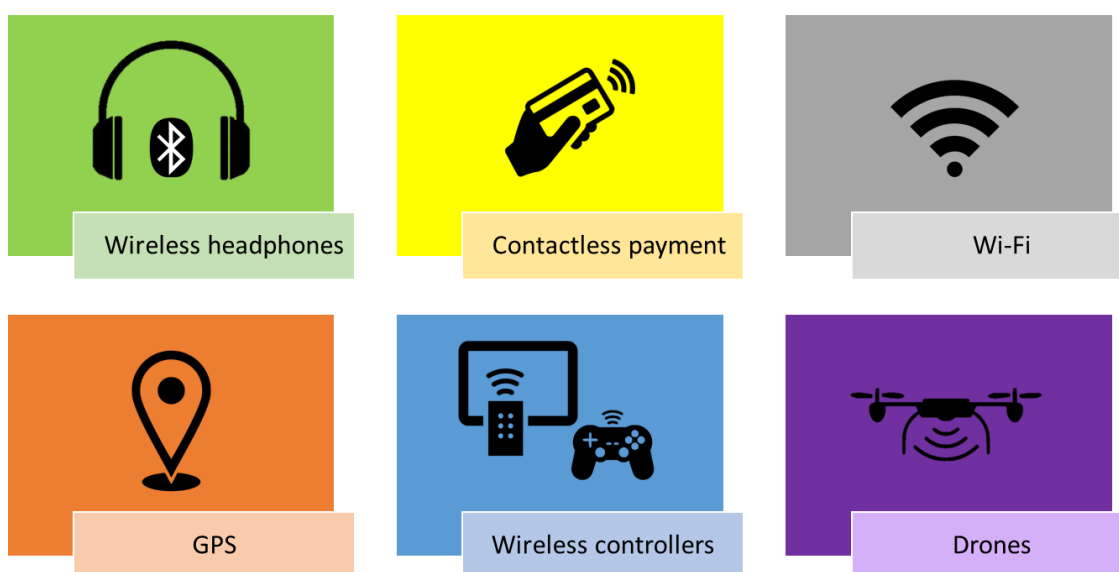 Wireless headphones
Contactless payment
Wi-Fi
GPS
Wireless controllers
Drones